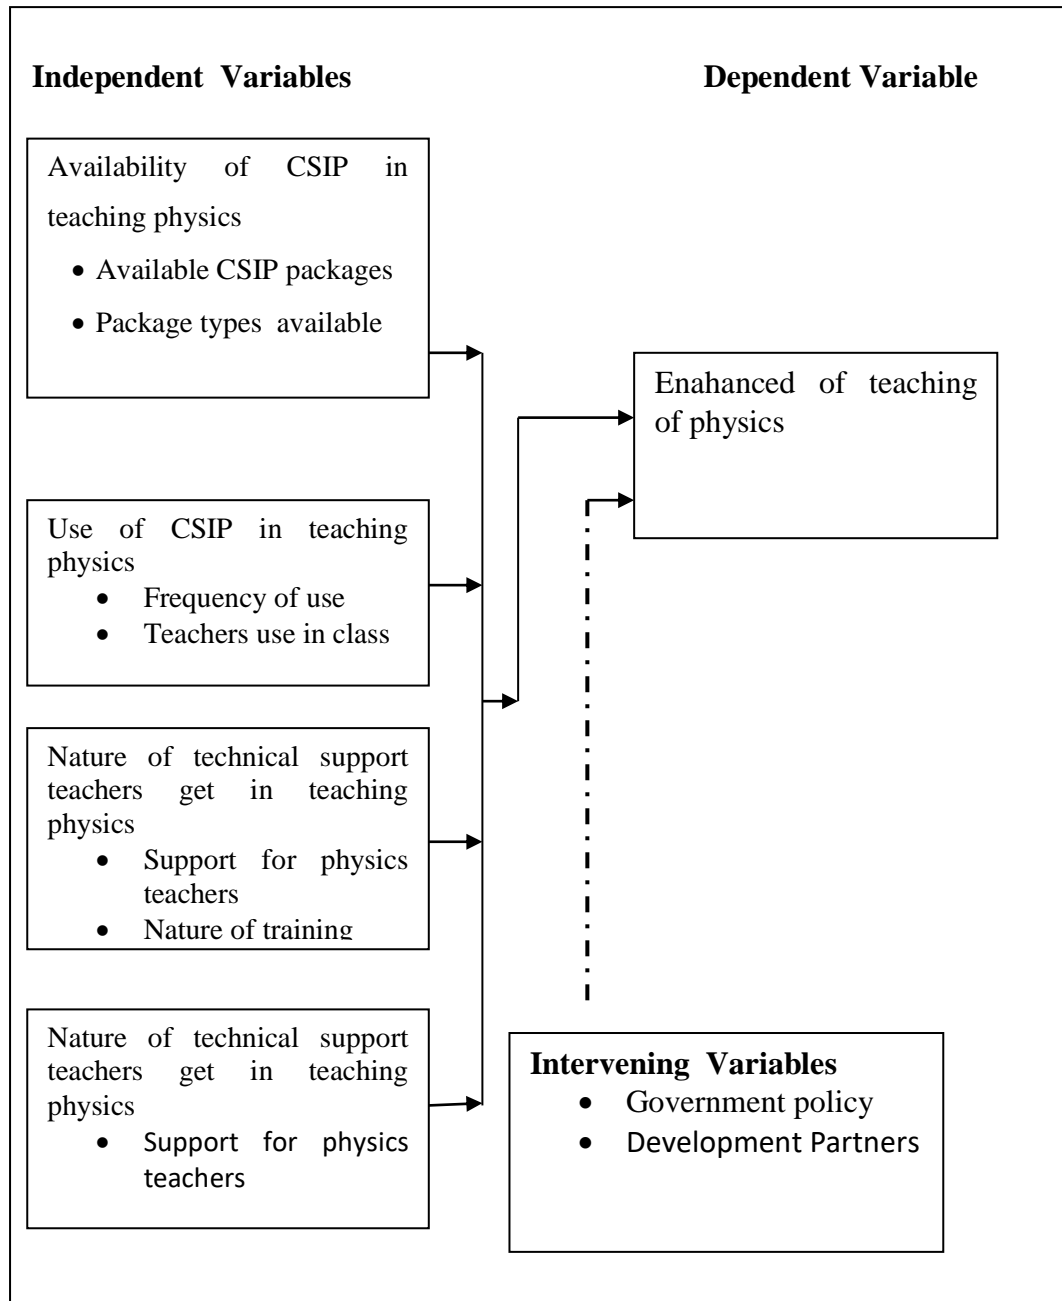 Independent Variables
Dependent Variable
Availability of CSIP in
teaching physics
• Available CSIP packages
• Package types available
Enahanced of teaching
of physics
Use of CSIP in teaching
physics
• Frequency of use
• Teachers use in class
Nature of technical support
teachers get in teaching
physics
• Support for physics
teachers
• Nature of training
Nature of technical support
teachers get in teaching
physics
• Support for physics
teachers
Intervening Variables
• Government policy
• Development Partners